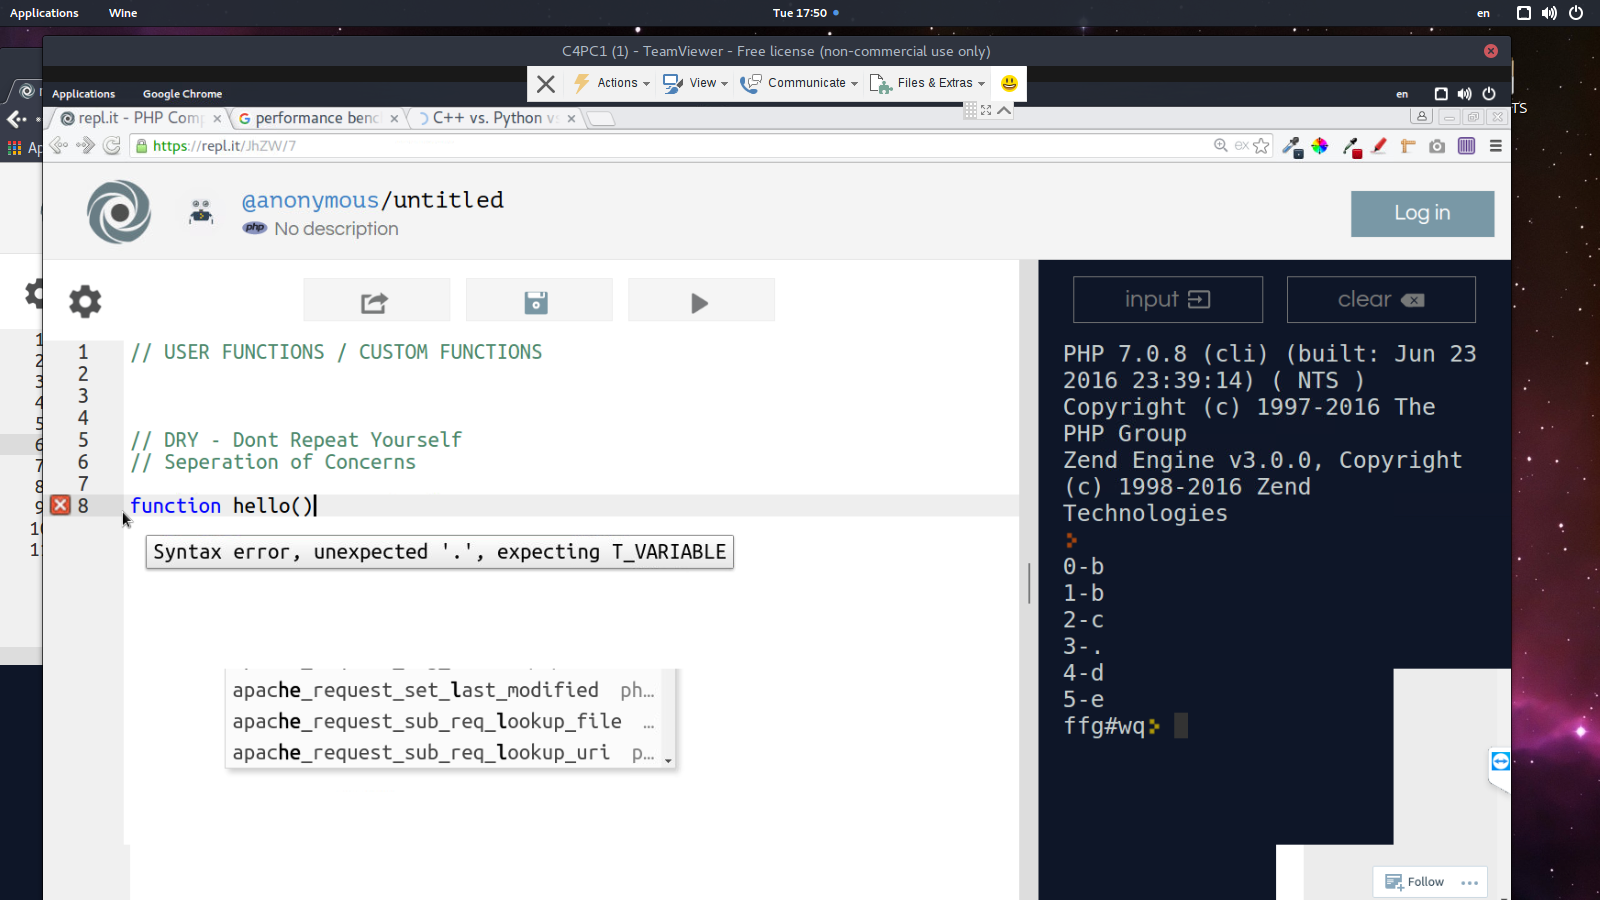 Applications Wine Tue 17:50 en
C4PC1 (1) - TeamViewer - Free license (non-commercial use only)
Actions View Communicate Files & Extras
Applications Google Chrome en
repl.it - PHP Comp performance benc C++ vs. Python vs
https://repl.it/JhZW/7
@anonymous/untitled
php No description
Log in
input clear
1 // USER FUNCTIONS / CUSTOM FUNCTIONS
2
3
4
5 // DRY - Dont Repeat Yourself
6 // Seperation of Concerns
7
8 function hello()
Syntax error, unexpected '.', expecting T_VARIABLE
apache_request_set_last_modified ph...
apache_request_sub_req_lookup_file ...
apache_request_sub_req_lookup_uri p...
PHP 7.0.8 (cli) (built: Jun 23
2016 23:39:14) ( NTS )
Copyright (c) 1997-2016 The
PHP Group
Zend Engine v3.0.0, Copyright
(c) 1998-2016 Zend
Technologies
0-b
1-b
2-c
3-.
4-d
5-e
ffg#wq
Follow